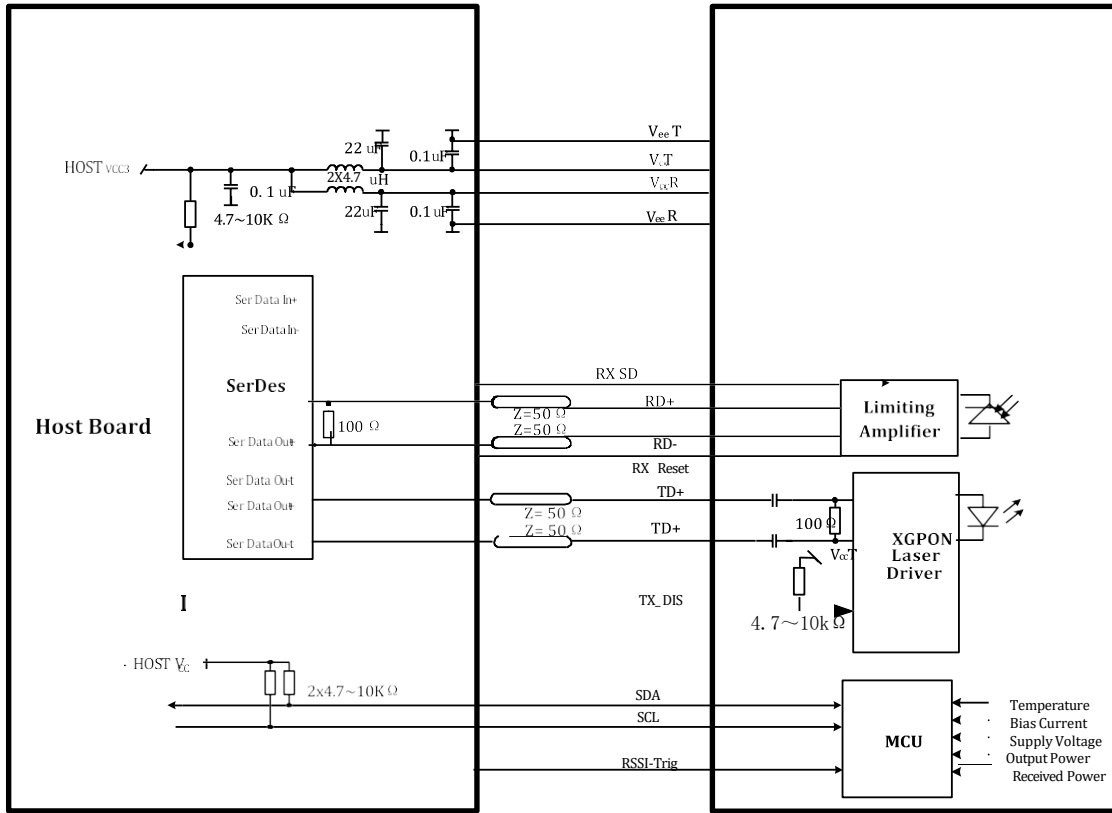 22 uF
0.1uF
Vee T
HOST VCC3
VccT
2X4.7 uH
0. 1 uF
VccR
4.7~10K Ω
22uF
0.1uF
Vee R
Ser Data In+
Ser Data In-
SerDes
RX SD
RD+
Z=50 Ω
Z=50 Ω
100 Ω
Limiting
Amplifier
Host Board
Ser Data Out+
RD-
RX Reset
Ser Data Out-
TD+
Ser Data Out+
Z= 50 Ω
Z= 50 Ω
100 Ω
Ser DataOut-
TD+
VccT
XGPON
Laser
Driver
I
TX_DIS
4. 7～10k Ω
HOST VCC
2x4.7~10K Ω
SDA
SCL
RSSI-Trig
MCU
Temperature
Bias Current
Supply Voltage
Output Power
Received Power